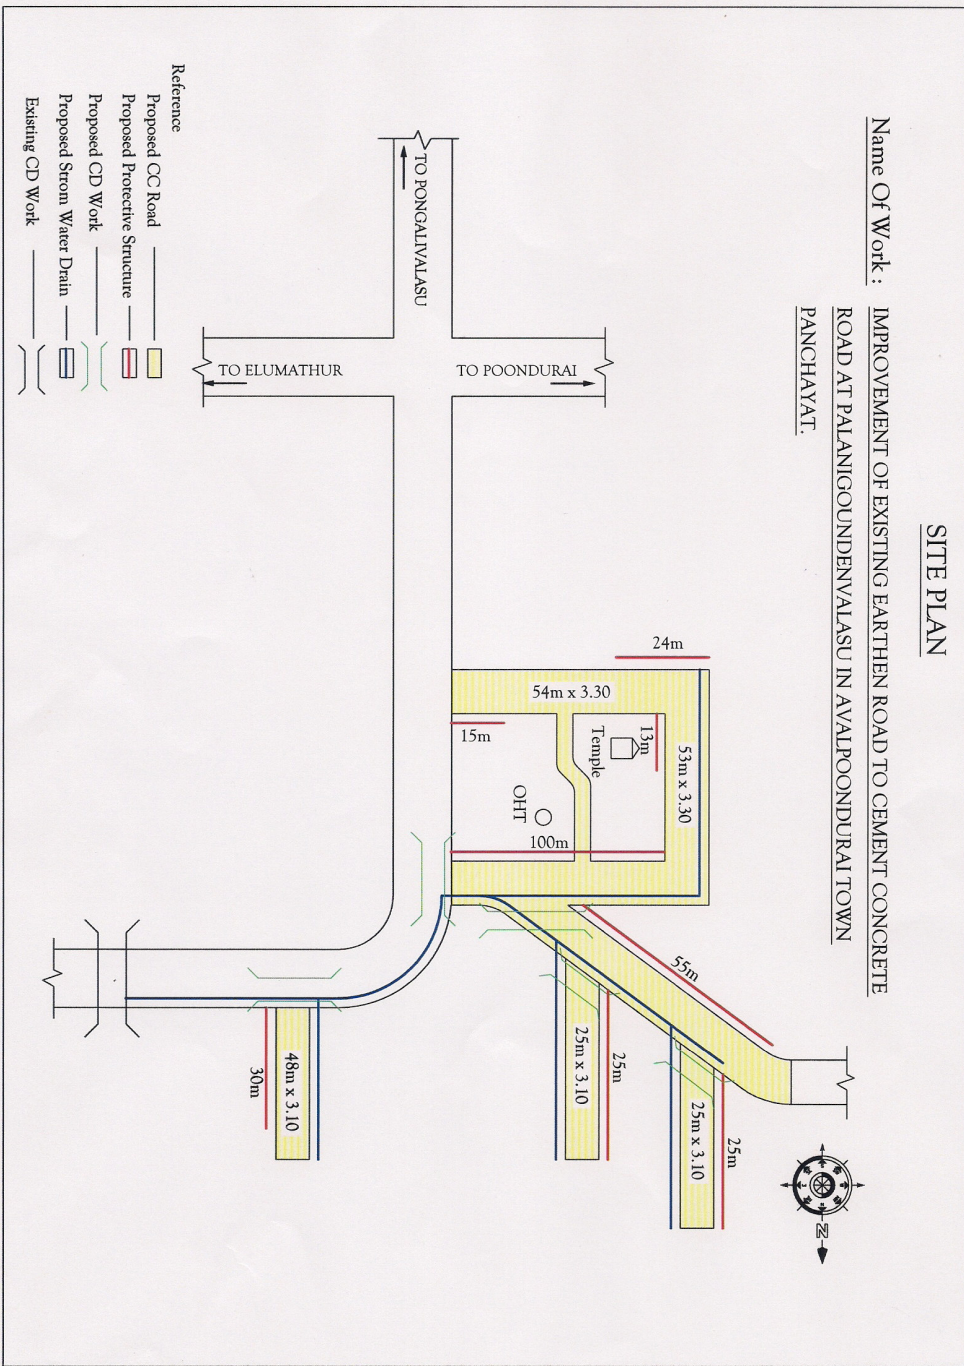 SITE PLAN
Name Of Work :
IMPROVEMENT OF EXISTING EARTHEN ROAD TO CEMENT CONCRETE
ROAD AT PALANIGOUNDENVALASU IN AVALPOONDURAI TOWN
PANCHAYAT.
TO POONDURAI
TO PONGALIVALASU
TO ELUMATHUR
24m
54m x 3.30
15m
13m
Temple
53m x 3.30
OHT
100m
55m
25m
25m x 3.10
25m
25m x 3.10
48m x 3.10
30m
N
Reference
Proposed CC Road
Proposed Protective Structure
Proposed CD Work
Proposed Strom Water Drain
Existing CD Work